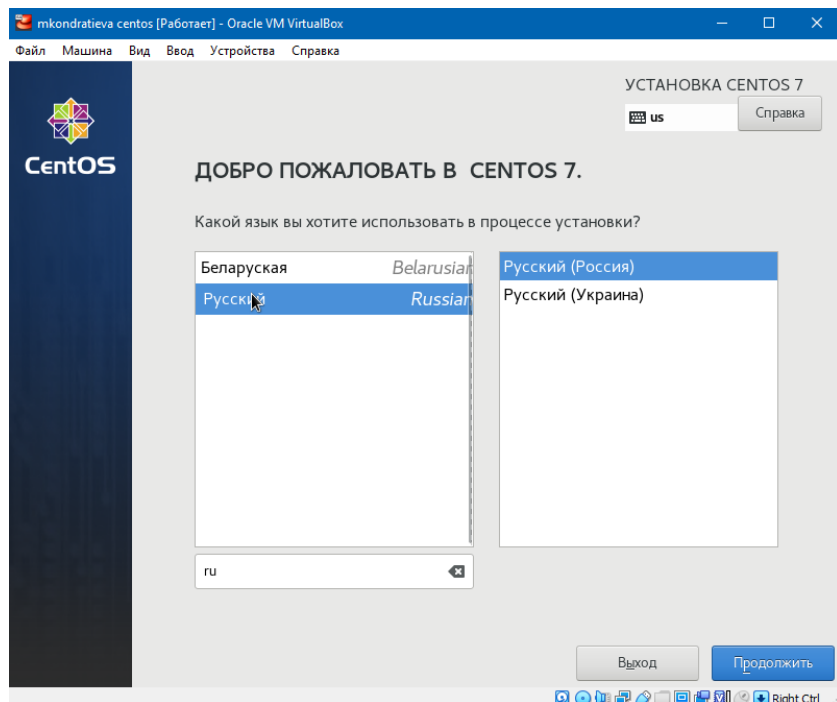 mkondratieva centos [Работает] - Oracle VM VirtualBox
Файл Машина Вид Ввод Устройства Справка
УСТАНОВКА CENTOS 7
us
Справка
CentOS
ДОБРО ПОЖАЛОВАТЬ В CENTOS 7.
Какой язык вы хотите использовать в процессе установки?
Беларуская Belarusian
Русский Russian
Русский (Россия)
Русский (Украина)
ru
Выход
Продолжить
Right Ctrl